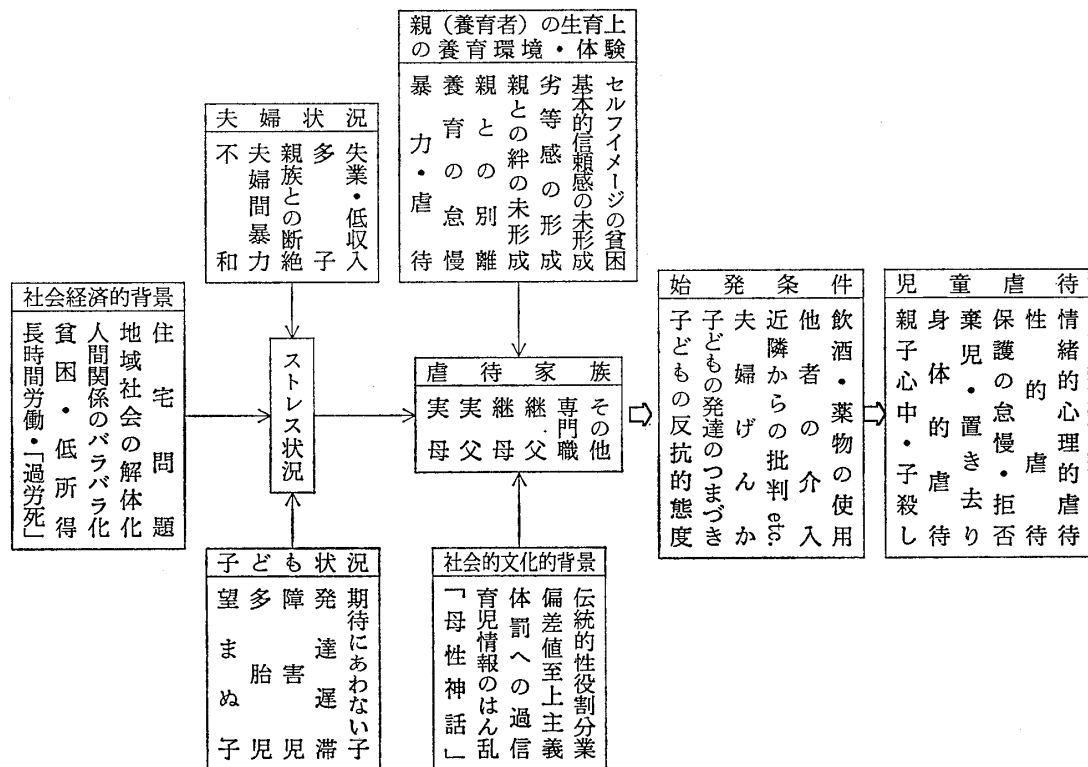 親（養育者）の生育上
の養育環境・体験
セルフイメージの貧困
基本的信頼感の未形成
劣等感の形成
親との絆の未形成
親との別離
養育の怠慢
暴力・虐待
夫婦状況
失業・低収入
多子
親族との断絶
夫婦間暴力
不和
社会経済的背景
住宅問題
地域社会の解体化
人間関係のバラバラ化
貧困・低所得
長時間労働・「過労死」
ストレス状況
虐待家族
その他
専門職
継父
継母
実父
実母
始発条件
飲酒・薬物の使用
他者の介入
近隣からの批判etc.
夫婦げんか
子どもの発達のつまづき
子どもの反抗的態度
児童虐待
情緒的心理的虐待
性的虐待
保護の怠慢・拒否
棄児・置き去り
身体的虐待
親子心中・子殺し
子ども状況
期待にあわない子
発達遅滞
障害児
多胎児
望まぬ子
社会的文化的背景
伝統的性役割分業
偏差値至上主義
体罰への過信
育児情報のはん乱
「母性神話」